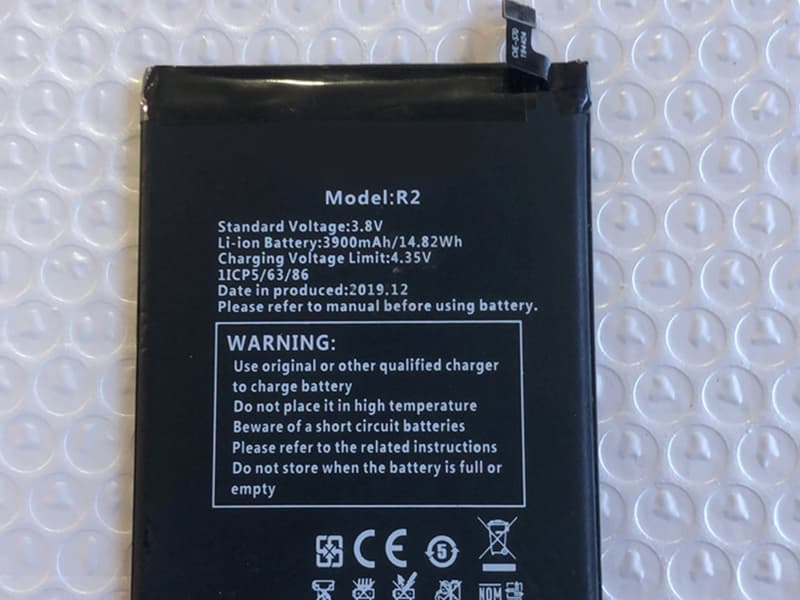 Model:R2
Standard Voltage:3.8V
Li-ion Battery:3900mAh/14.82Wh
Charging Voltage Limit:4.35V
1ICP5/63/86
Date in produced:2019.12
Please refer to manual before using battery.
WARNING:
Use original or other qualified charger
to charge battery
Do not place it in high temperature
Beware of a short circuit batteries
Please refer to the related instructions
Do not store when the battery is full or
empty
CE 5
NOM